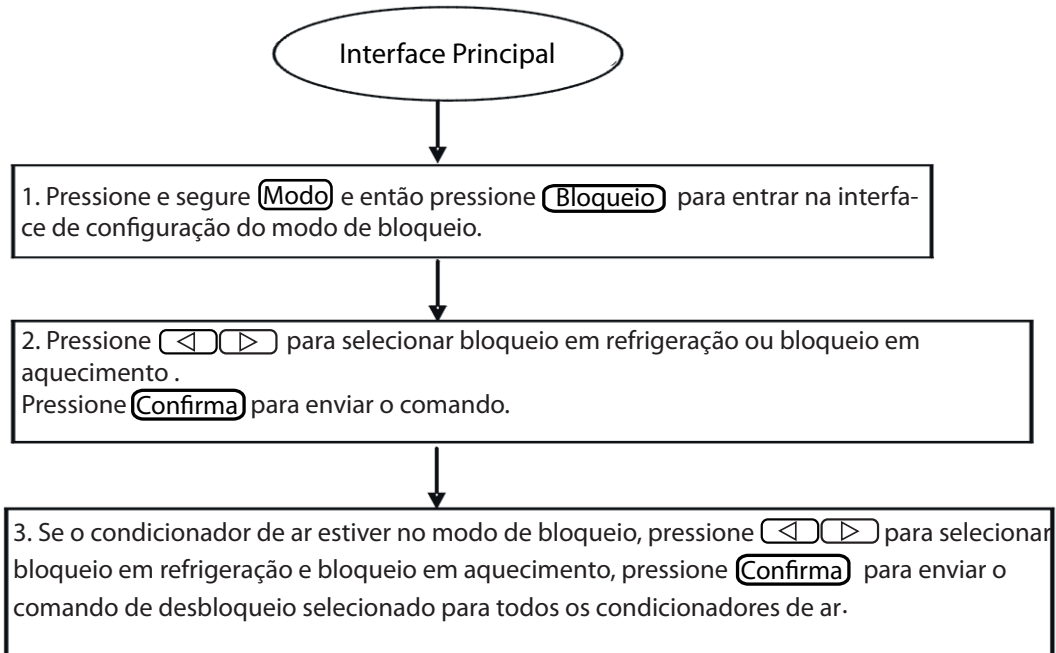 Interface Principal
1. Pressione e segure Modo e então pressione Bloqueio para entrar na interfa-
ce de configuração do modo de bloqueio.
2. Pressione ◁ ▷ para selecionar bloqueio em refrigeração ou bloqueio em
aquecimento .
Pressione Confirma para enviar o comando.
3. Se o condicionador de ar estiver no modo de bloqueio, pressione ◁ ▷ para selecionar
bloqueio em refrigeração e bloqueio em aquecimento, pressione Confirma para enviar o
comando de desbloqueio selecionado para todos os condicionadores de ar.